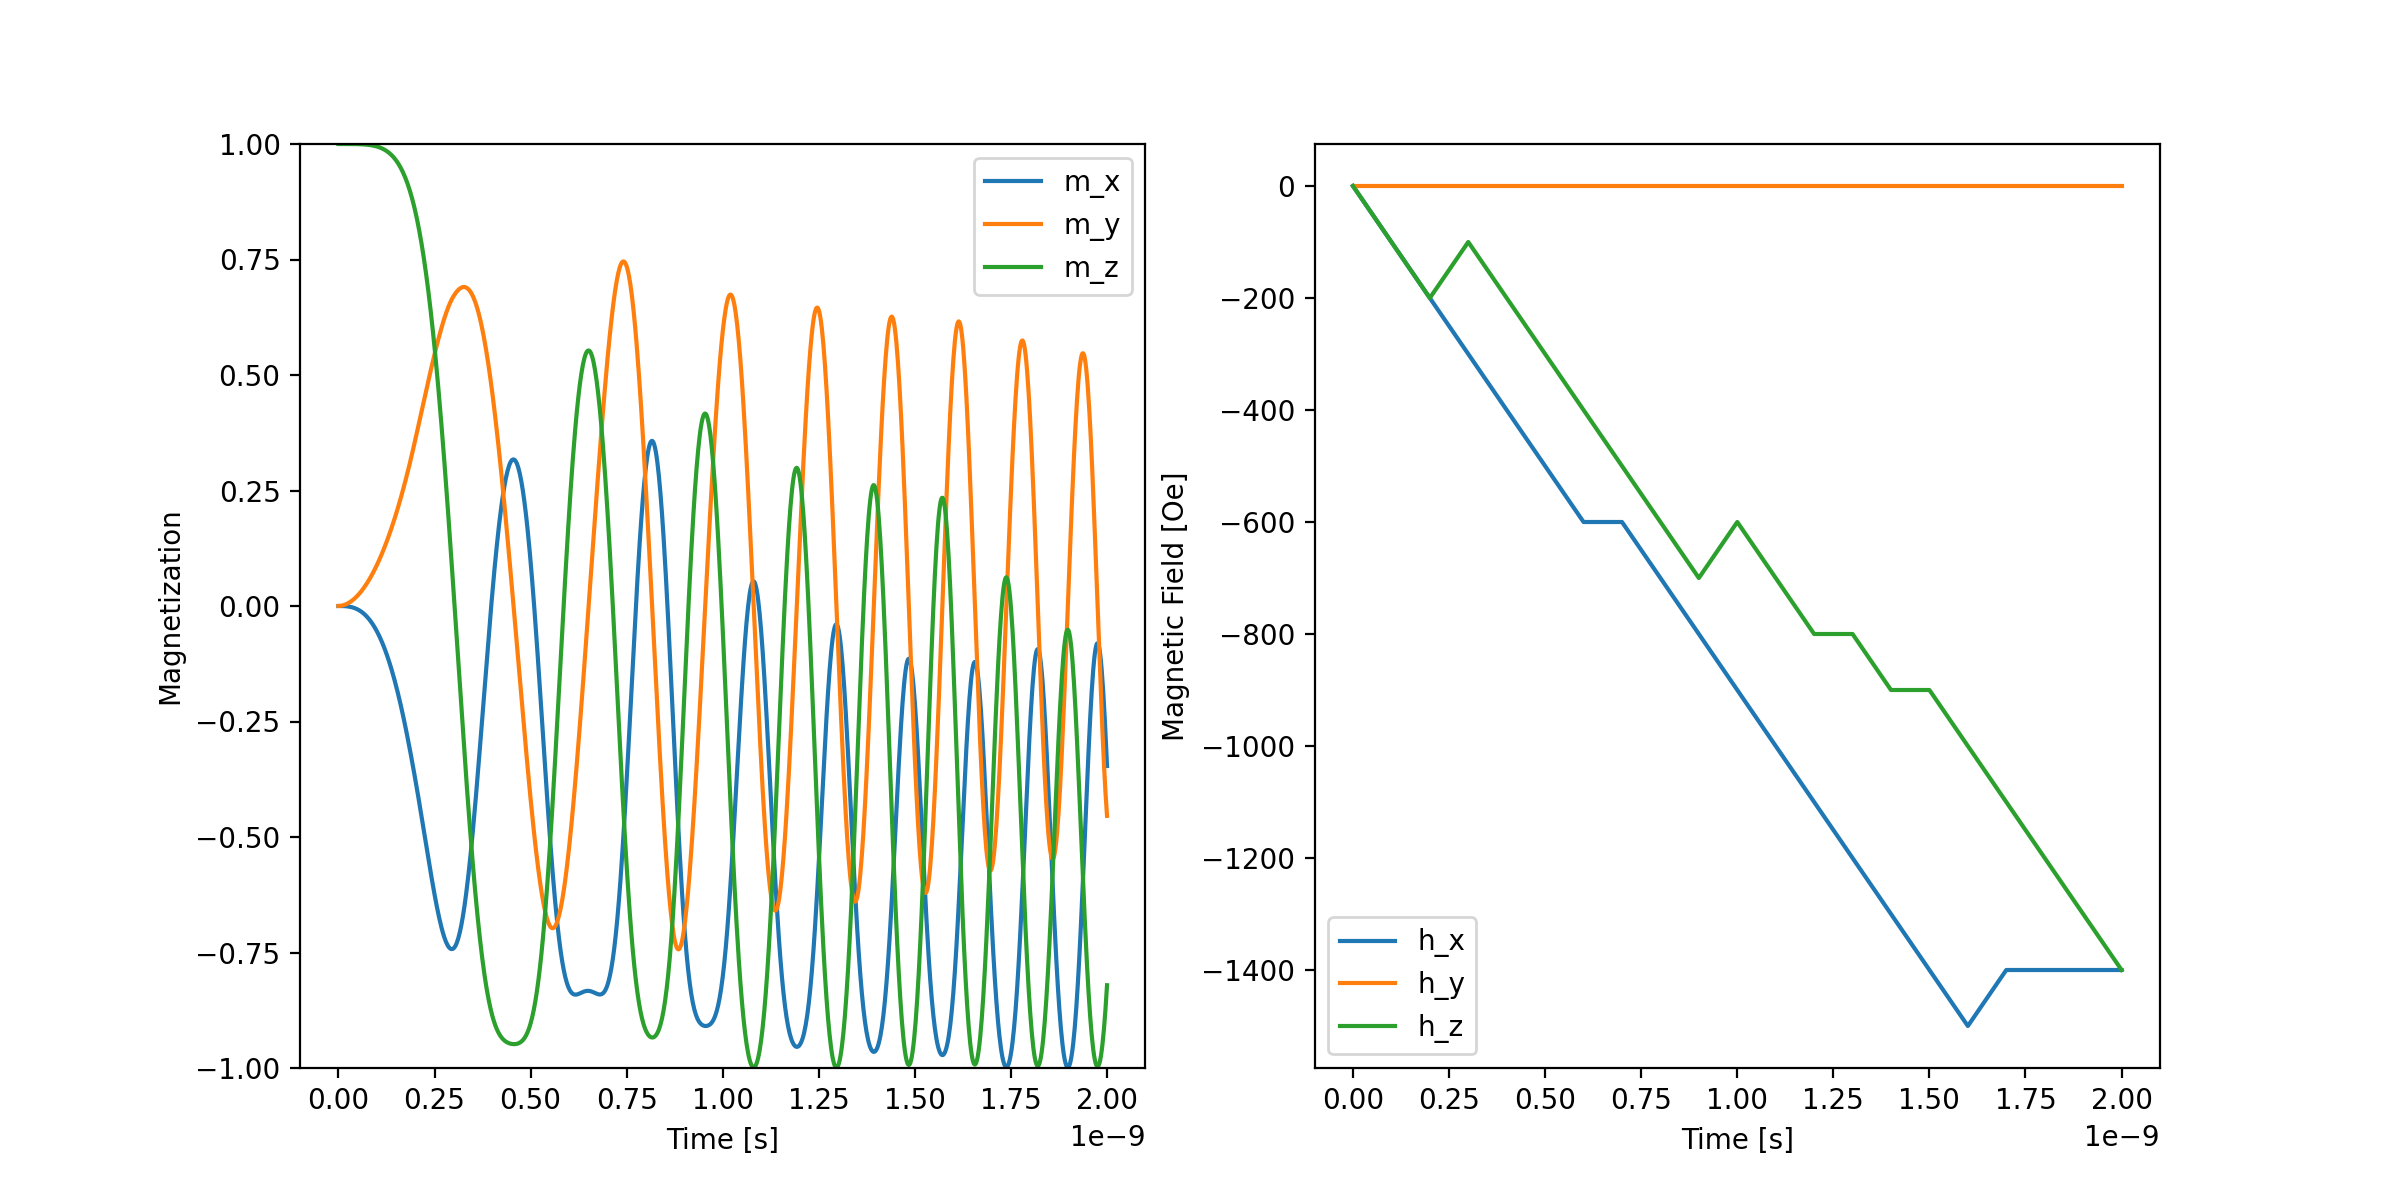 1.00
0.75
0.50
0.25
0.00
−0.25
−0.50
−0.75
−1.00
Magnetization
m_x
m_y
m_z
0.00 0.25 0.50 0.75 1.00 1.25 1.50 1.75 2.00
Time [s]
1e−9
0
−200
−400
−600
−800
−1000
−1200
−1400
Magnetic Field [Oe]
h_x
h_y
h_z
0.00 0.25 0.50 0.75 1.00 1.25 1.50 1.75 2.00
Time [s]
1e−9